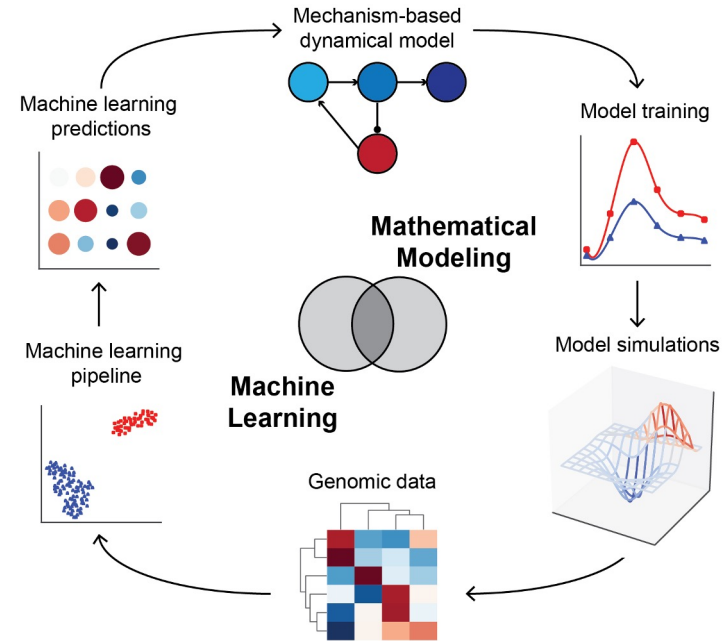 Mechanism-based
dynamical model
Machine learning
predictions
Model training
Mathematical
Modeling
Machine learning
pipeline
Model simulations
Machine
Learning
Genomic data